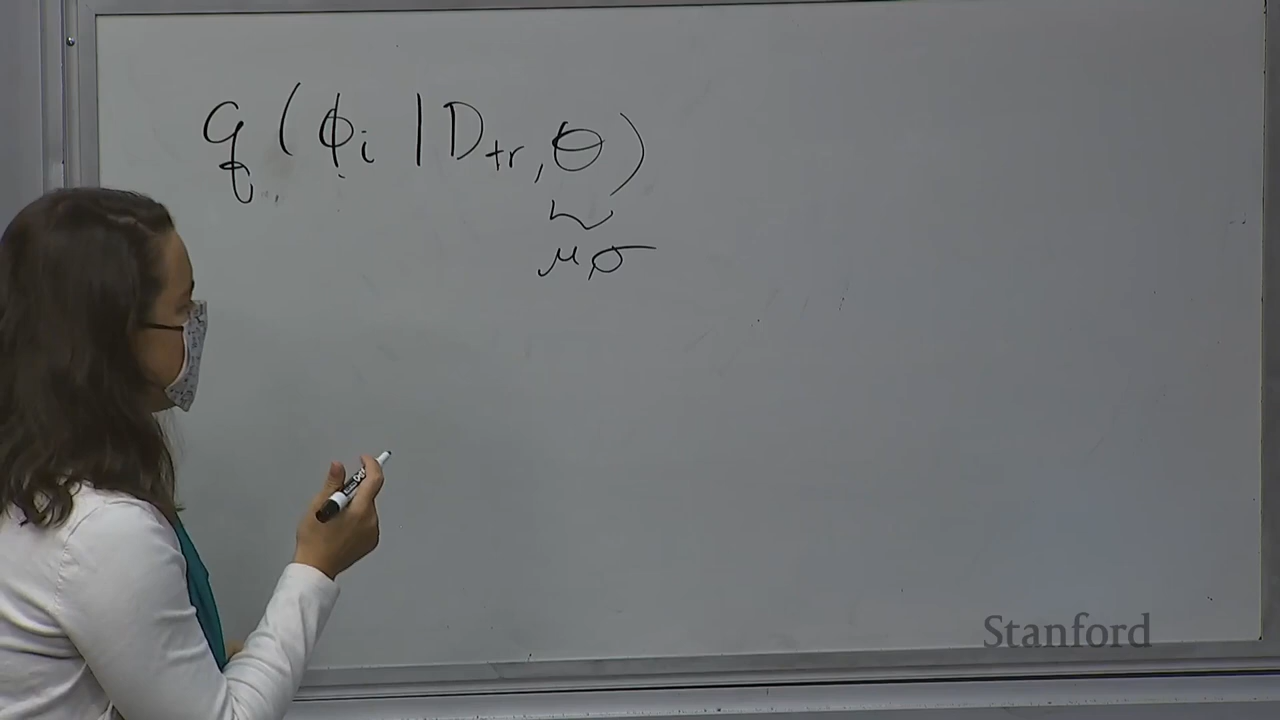 q ( ϕi | Dtr, θ )
μ, σ
Stanford